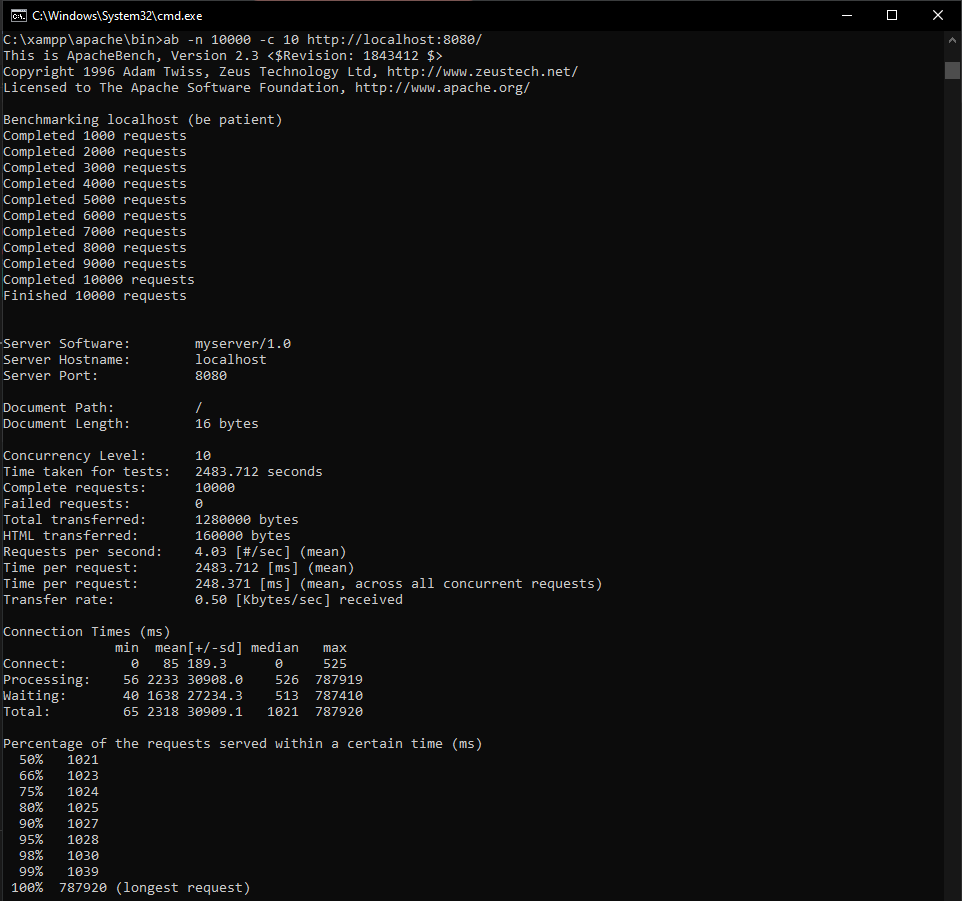 C:\Windows\System32\cmd.exe
C:\xampp\apache\bin>ab -n 10000 -c 10 http://localhost:8080/
This is ApacheBench, Version 2.3 <$Revision: 1843412 $>
Copyright 1996 Adam Twiss, Zeus Technology Ltd, http://www.zeustech.net/
Licensed to The Apache Software Foundation, http://www.apache.org/

Benchmarking localhost (be patient)
Completed 1000 requests
Completed 2000 requests
Completed 3000 requests
Completed 4000 requests
Completed 5000 requests
Completed 6000 requests
Completed 7000 requests
Completed 8000 requests
Completed 9000 requests
Completed 10000 requests
Finished 10000 requests


Server Software:        myserver/1.0
Server Hostname:        localhost
Server Port:            8080

Document Path:          /
Document Length:        16 bytes

Concurrency Level:      10
Time taken for tests:   2483.712 seconds
Complete requests:      10000
Failed requests:        0
Total transferred:      1280000 bytes
HTML transferred:       160000 bytes
Requests per second:    4.03 [#/sec] (mean)
Time per request:       2483.712 [ms] (mean)
Time per request:       248.371 [ms] (mean, across all concurrent requests)
Transfer rate:          0.50 [Kbytes/sec] received

Connection Times (ms)
              min  mean[+/-sd] median   max
Connect:        0   85 189.3      0     525
Processing:    56 2233 30908.0    526  787919
Waiting:       40 1638 27234.3    513  787410
Total:         65 2318 30909.1   1021  787920

Percentage of the requests served within a certain time (ms)
  50%   1021
  66%   1023
  75%   1024
  80%   1025
  90%   1027
  95%   1028
  98%   1030
  99%   1039
 100%  787920 (longest request)